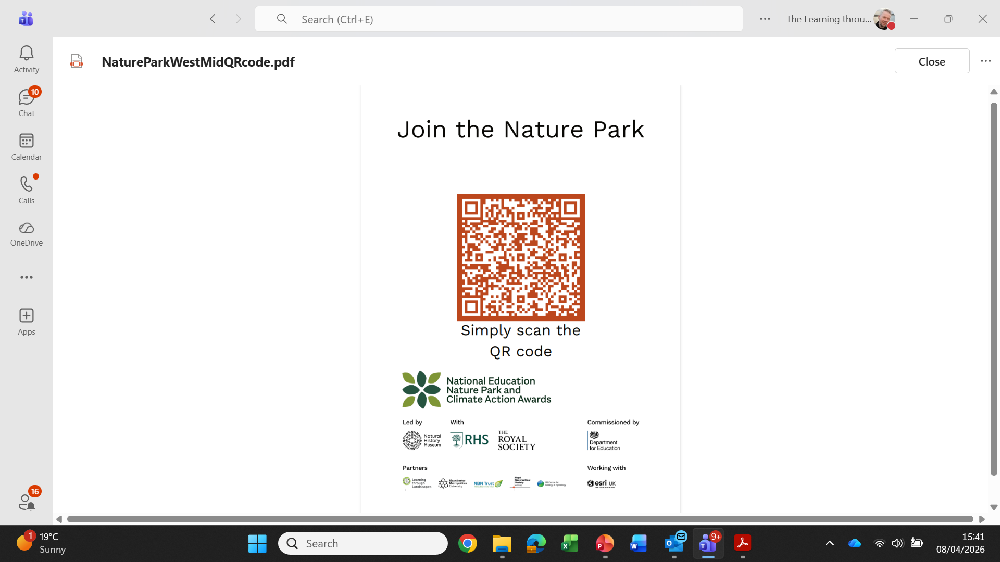 Search (Ctrl+E)
The Learning throu...
Activity
10
Chat
Calendar
Calls
OneDrive
Apps
16
NatureParkWestMidQRcode.pdf
Close
Join the Nature Park
Simply scan the
QR code
National Education
Nature Park and
Climate Action Awards
Led by
With
Commissioned by
Natural
History
Museum
RHS
THE
ROYAL
SOCIETY
Department
for Education
Partners
Working with
Learning
through
Landscapes
Manchester
Metropolitan
University
NBN Trust
Royal
Geographical
Society
UK Centre for
Ecology & Hydrology
esri UK
THE SCIENCE OF WHERE
1
19°C
Sunny
Search
9+
15:41
08/04/2026